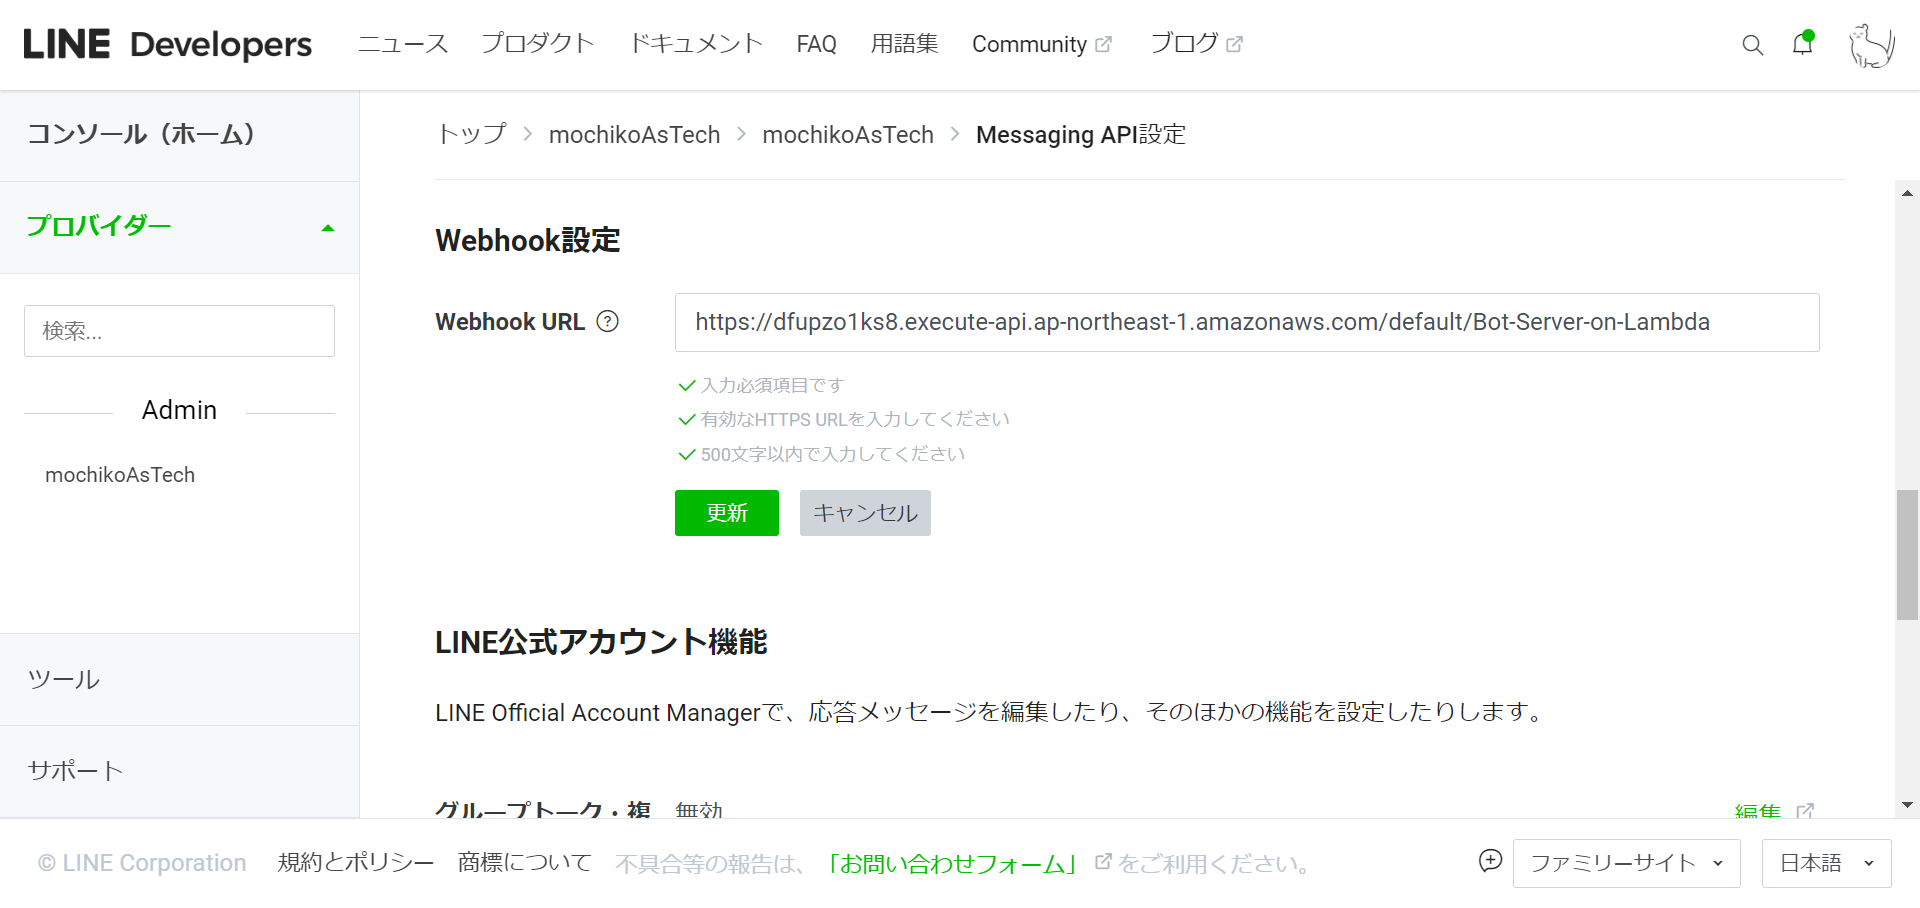 LINE Developers ニュース プロダクト ドキュメント FAQ 用語集 Community ブログ
コンソール（ホーム）
プロバイダー
検索...
Admin
mochikoAsTech
ツール
サポート
トップ > mochikoAsTech > mochikoAsTech > Messaging API設定
Webhook設定
Webhook URL ? https://dfupzo1ks8.execute-api.ap-northeast-1.amazonaws.com/default/Bot-Server-on-Lambda
入力必須項目です
有効なHTTPS URLを入力してください
500文字以内で入力してください
更新 キャンセル
LINE公式アカウント機能
LINE Official Account Managerで、応答メッセージを編集したり、そのほかの機能を設定したりします。
グループトーク・複 無効 編集
© LINE Corporation 規約とポリシー 商標について 不具合等の報告は、「お問い合わせフォーム」をご利用ください。 ファミリーサイト 日本語